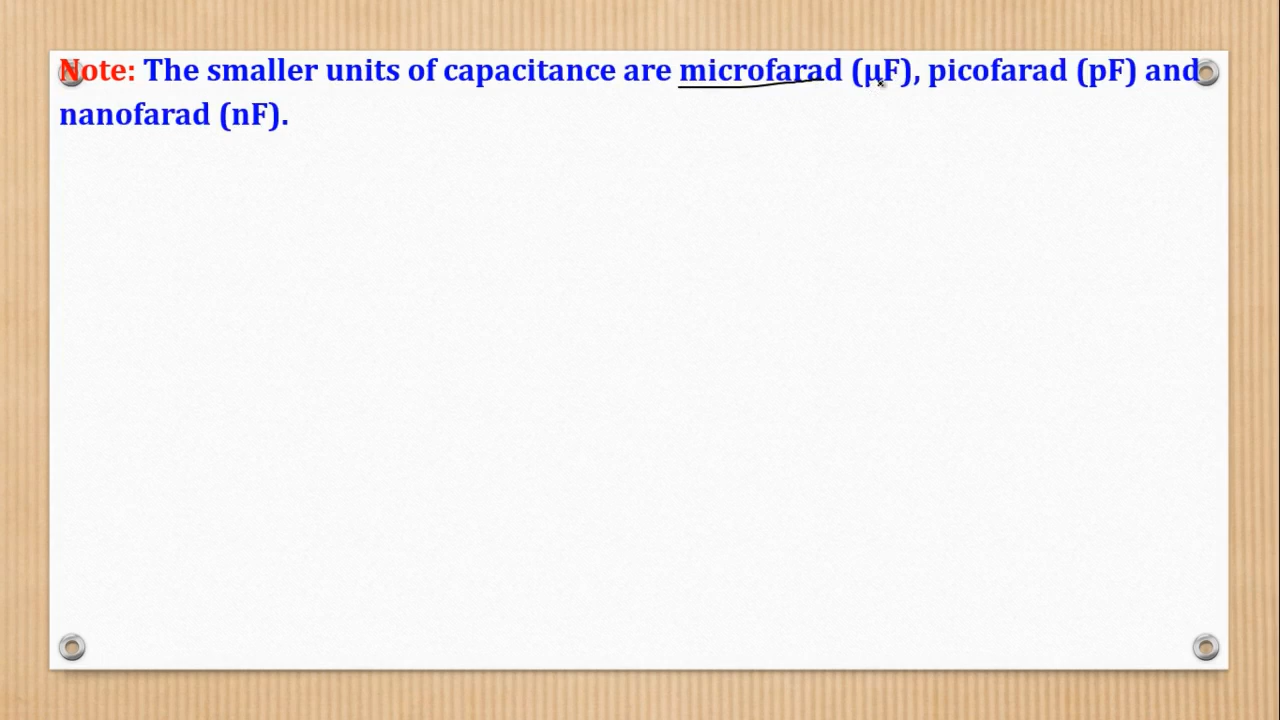 Note: The smaller units of capacitance are microfarad (μF), picofarad (pF) and
nanofarad (nF).